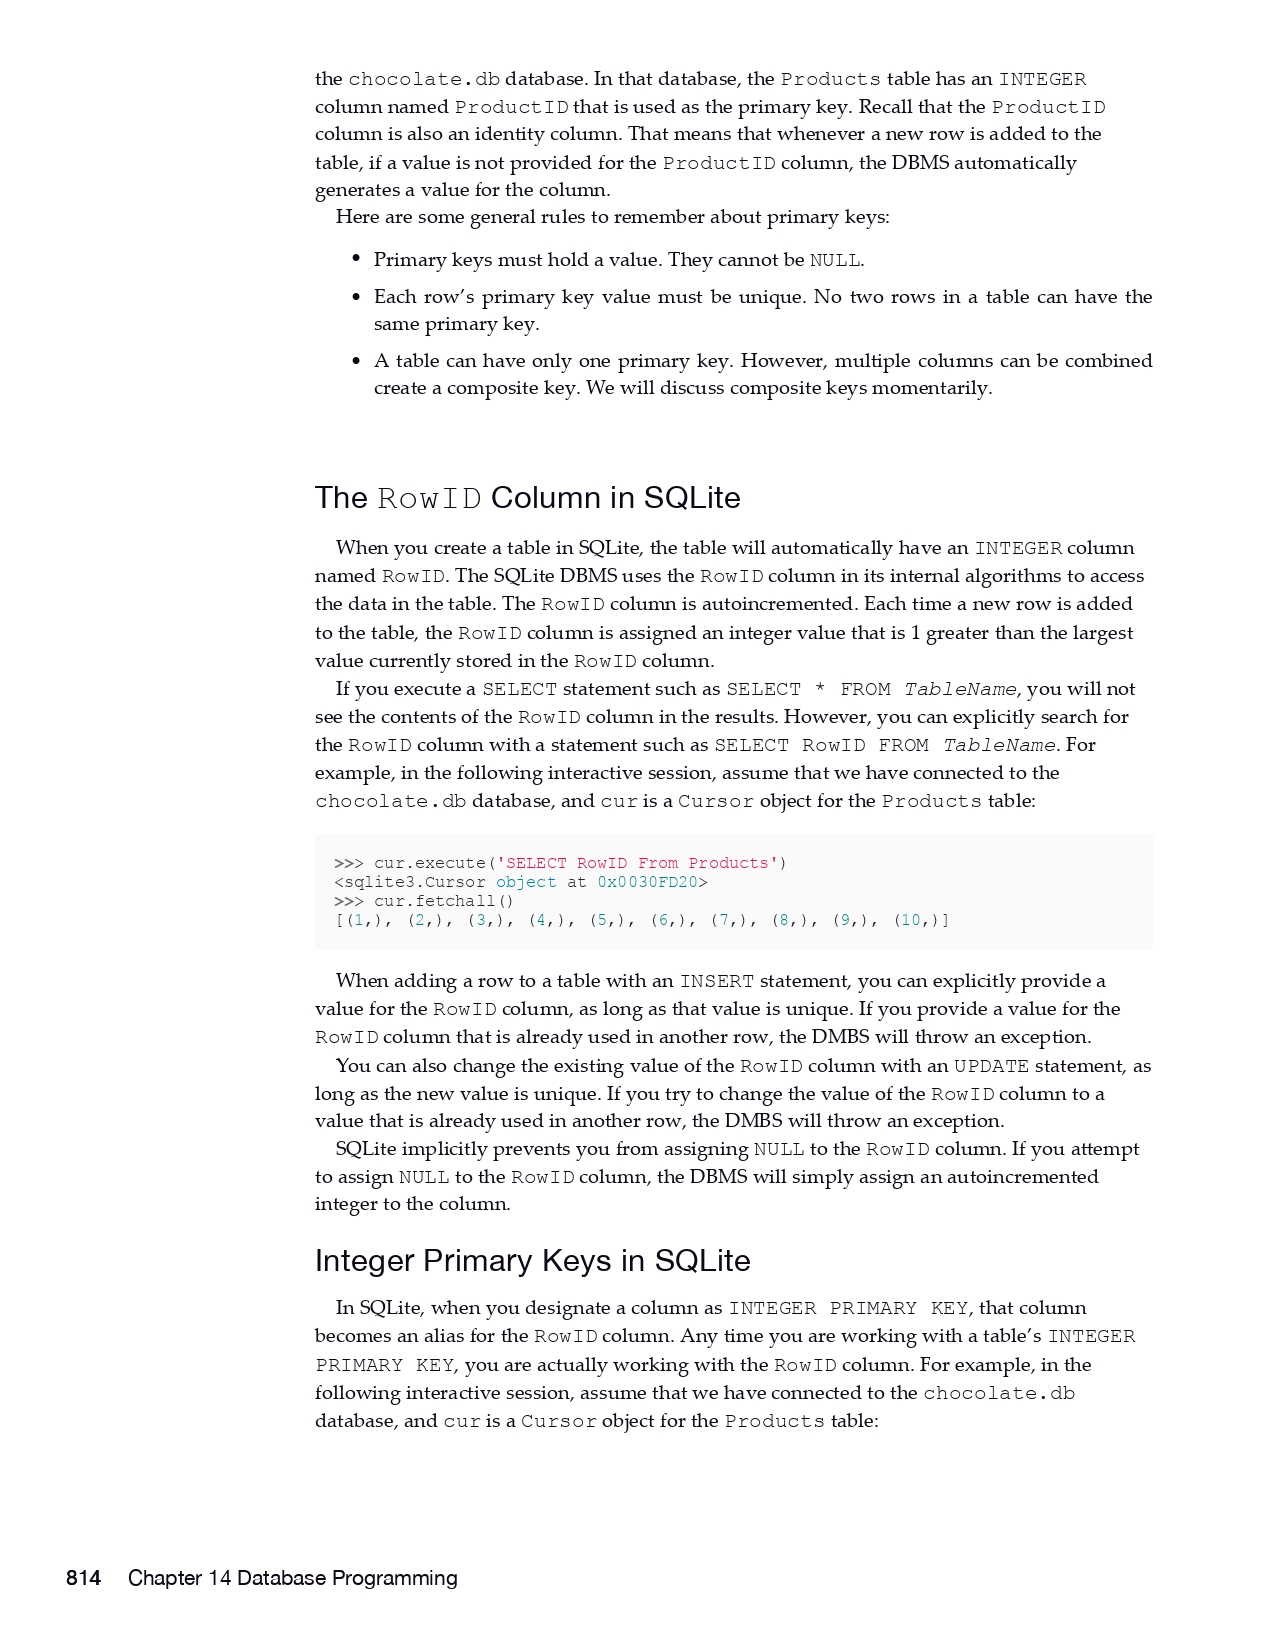 the chocolate.db database. In that database, the Products table has an INTEGER
column named ProductID that is used as the primary key. Recall that the ProductID
column is also an identity column. That means that whenever a new row is added to the
table, if a value is not provided for the ProductID column, the DBMS automatically
generates a value for the column.
Here are some general rules to remember about primary keys:
• Primary keys must hold a value. They cannot be NULL.
• Each row’s primary key value must be unique. No two rows in a table can have the
same primary key.
• A table can have only one primary key. However, multiple columns can be combined
create a composite key. We will discuss composite keys momentarily.
The RowID Column in SQLite
When you create a table in SQLite, the table will automatically have an INTEGER column
named RowID. The SQLite DBMS uses the RowID column in its internal algorithms to access
the data in the table. The RowID column is autoincremented. Each time a new row is added
to the table, the RowID column is assigned an integer value that is 1 greater than the largest
value currently stored in the RowID column.
If you execute a SELECT statement such as SELECT * FROM TableName, you will not
see the contents of the RowID column in the results. However, you can explicitly search for
the RowID column with a statement such as SELECT RowID FROM TableName. For
example, in the following interactive session, assume that we have connected to the
chocolate.db database, and cur is a Cursor object for the Products table:
>>> cur.execute('SELECT RowID From Products')
<sqlite3.Cursor object at 0x0030FD20>
>>> cur.fetchall()
[(1,), (2,), (3,), (4,), (5,), (6,), (7,), (8,), (9,), (10,)]
When adding a row to a table with an INSERT statement, you can explicitly provide a
value for the RowID column, as long as that value is unique. If you provide a value for the
RowID column that is already used in another row, the DMBS will throw an exception.
You can also change the existing value of the RowID column with an UPDATE statement, as
long as the new value is unique. If you try to change the value of the RowID column to a
value that is already used in another row, the DMBS will throw an exception.
SQLite implicitly prevents you from assigning NULL to the RowID column. If you attempt
to assign NULL to the RowID column, the DBMS will simply assign an autoincremented
integer to the column.
Integer Primary Keys in SQLite
In SQLite, when you designate a column as INTEGER PRIMARY KEY, that column
becomes an alias for the RowID column. Any time you are working with a table’s INTEGER
PRIMARY KEY, you are actually working with the RowID column. For example, in the
following interactive session, assume that we have connected to the chocolate.db
database, and cur is a Cursor object for the Products table:
814 Chapter 14 Database Programming